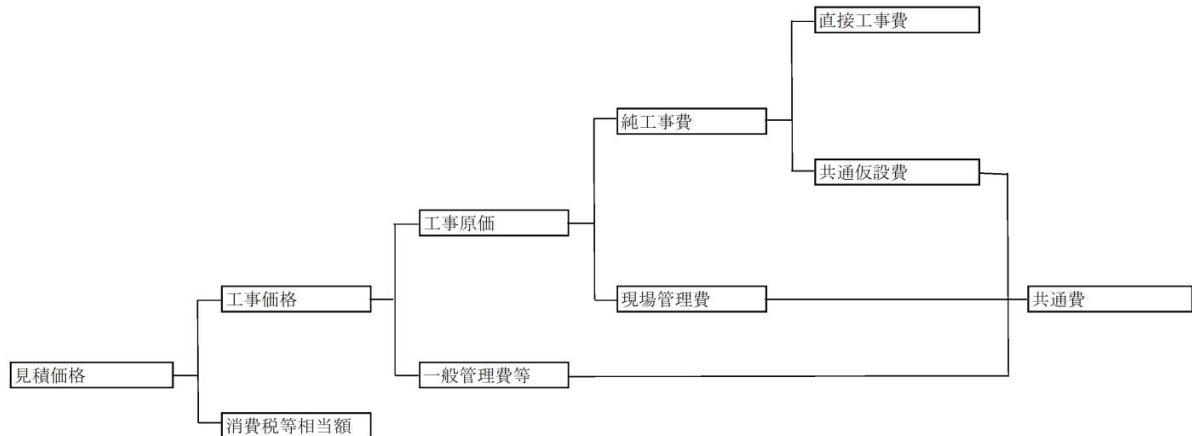 直接工事費
純工事費
共通仮設費
工事原価
工事価格
現場管理費
共通費
見積価格
一般管理費等
消費税等相当額